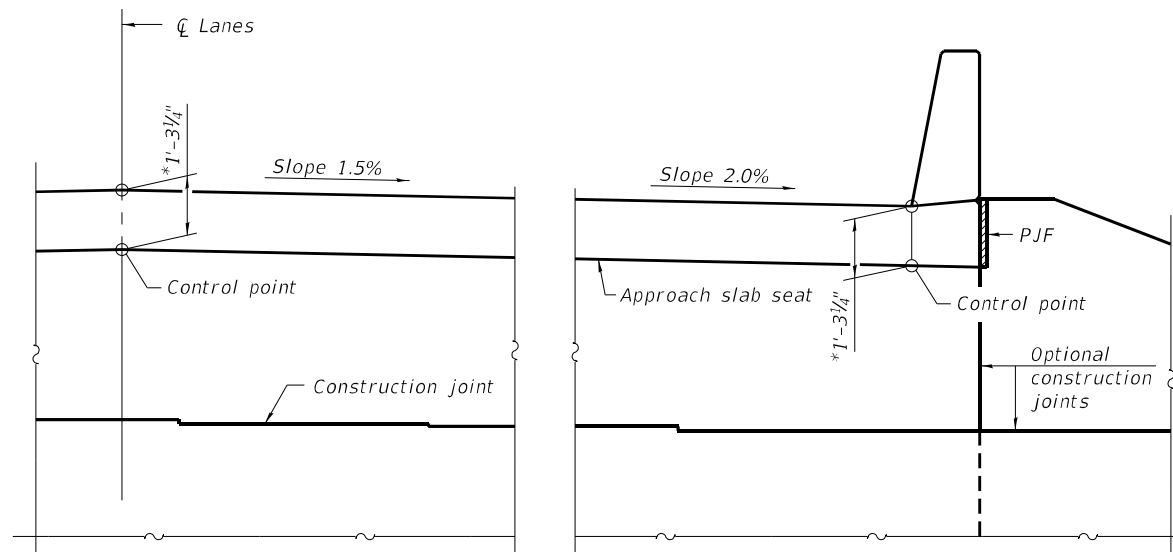 ℄ Lanes
*1'-3¼"
Slope 1.5%
Control point
Construction joint
Slope 2.0%
PJF
Approach slab seat
Control point
*1'-3¼"
Optional
construction
joints